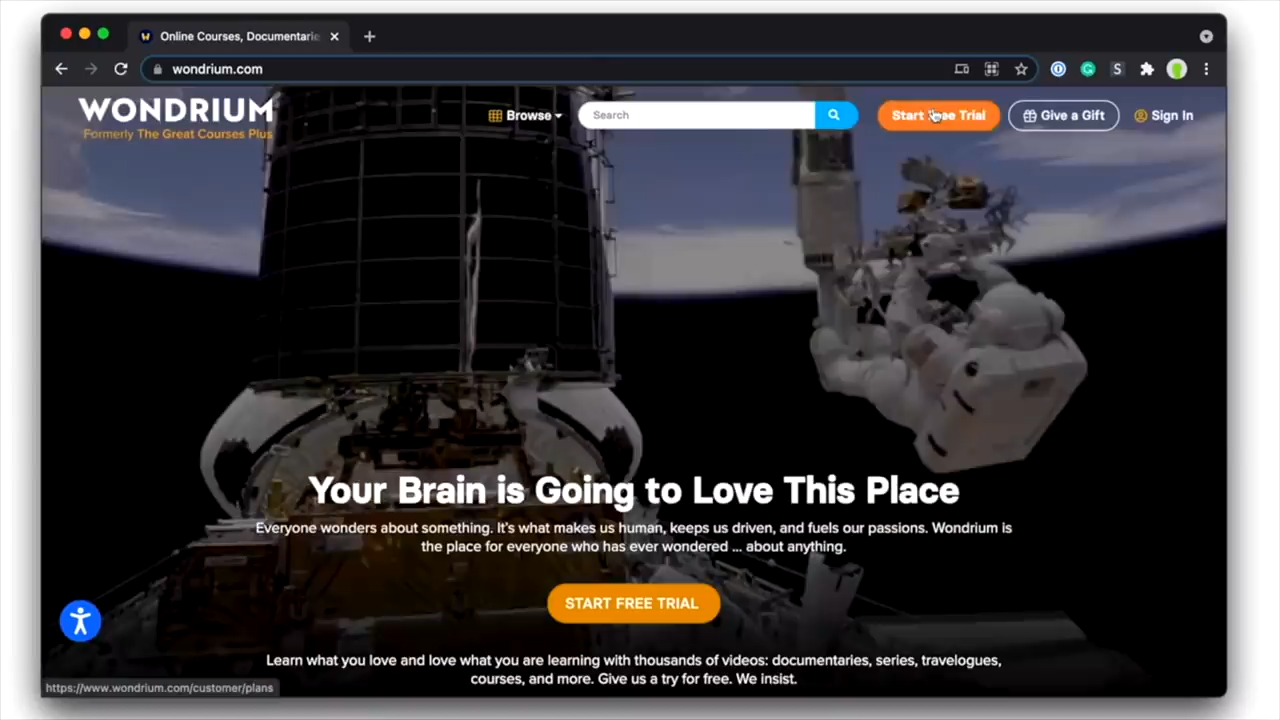 Online Courses, Documentarie
wondrium.com
S
WONDRIUM
Formerly The Great Courses Plus
Browse
Search
Start Free Trial
Give a Gift
Sign In
Your Brain is Going to Love This Place
Everyone wonders about something. It's what makes us human, keeps us driven, and fuels our passions. Wondrium is
the place for everyone who has ever wondered ... about anything.
START FREE TRIAL
Learn what you love and love what you are learning with thousands of videos: documentaries, series, travelogues,
courses, and more. Give us a try for free. We insist.
https://www.wondrium.com/customer/plans